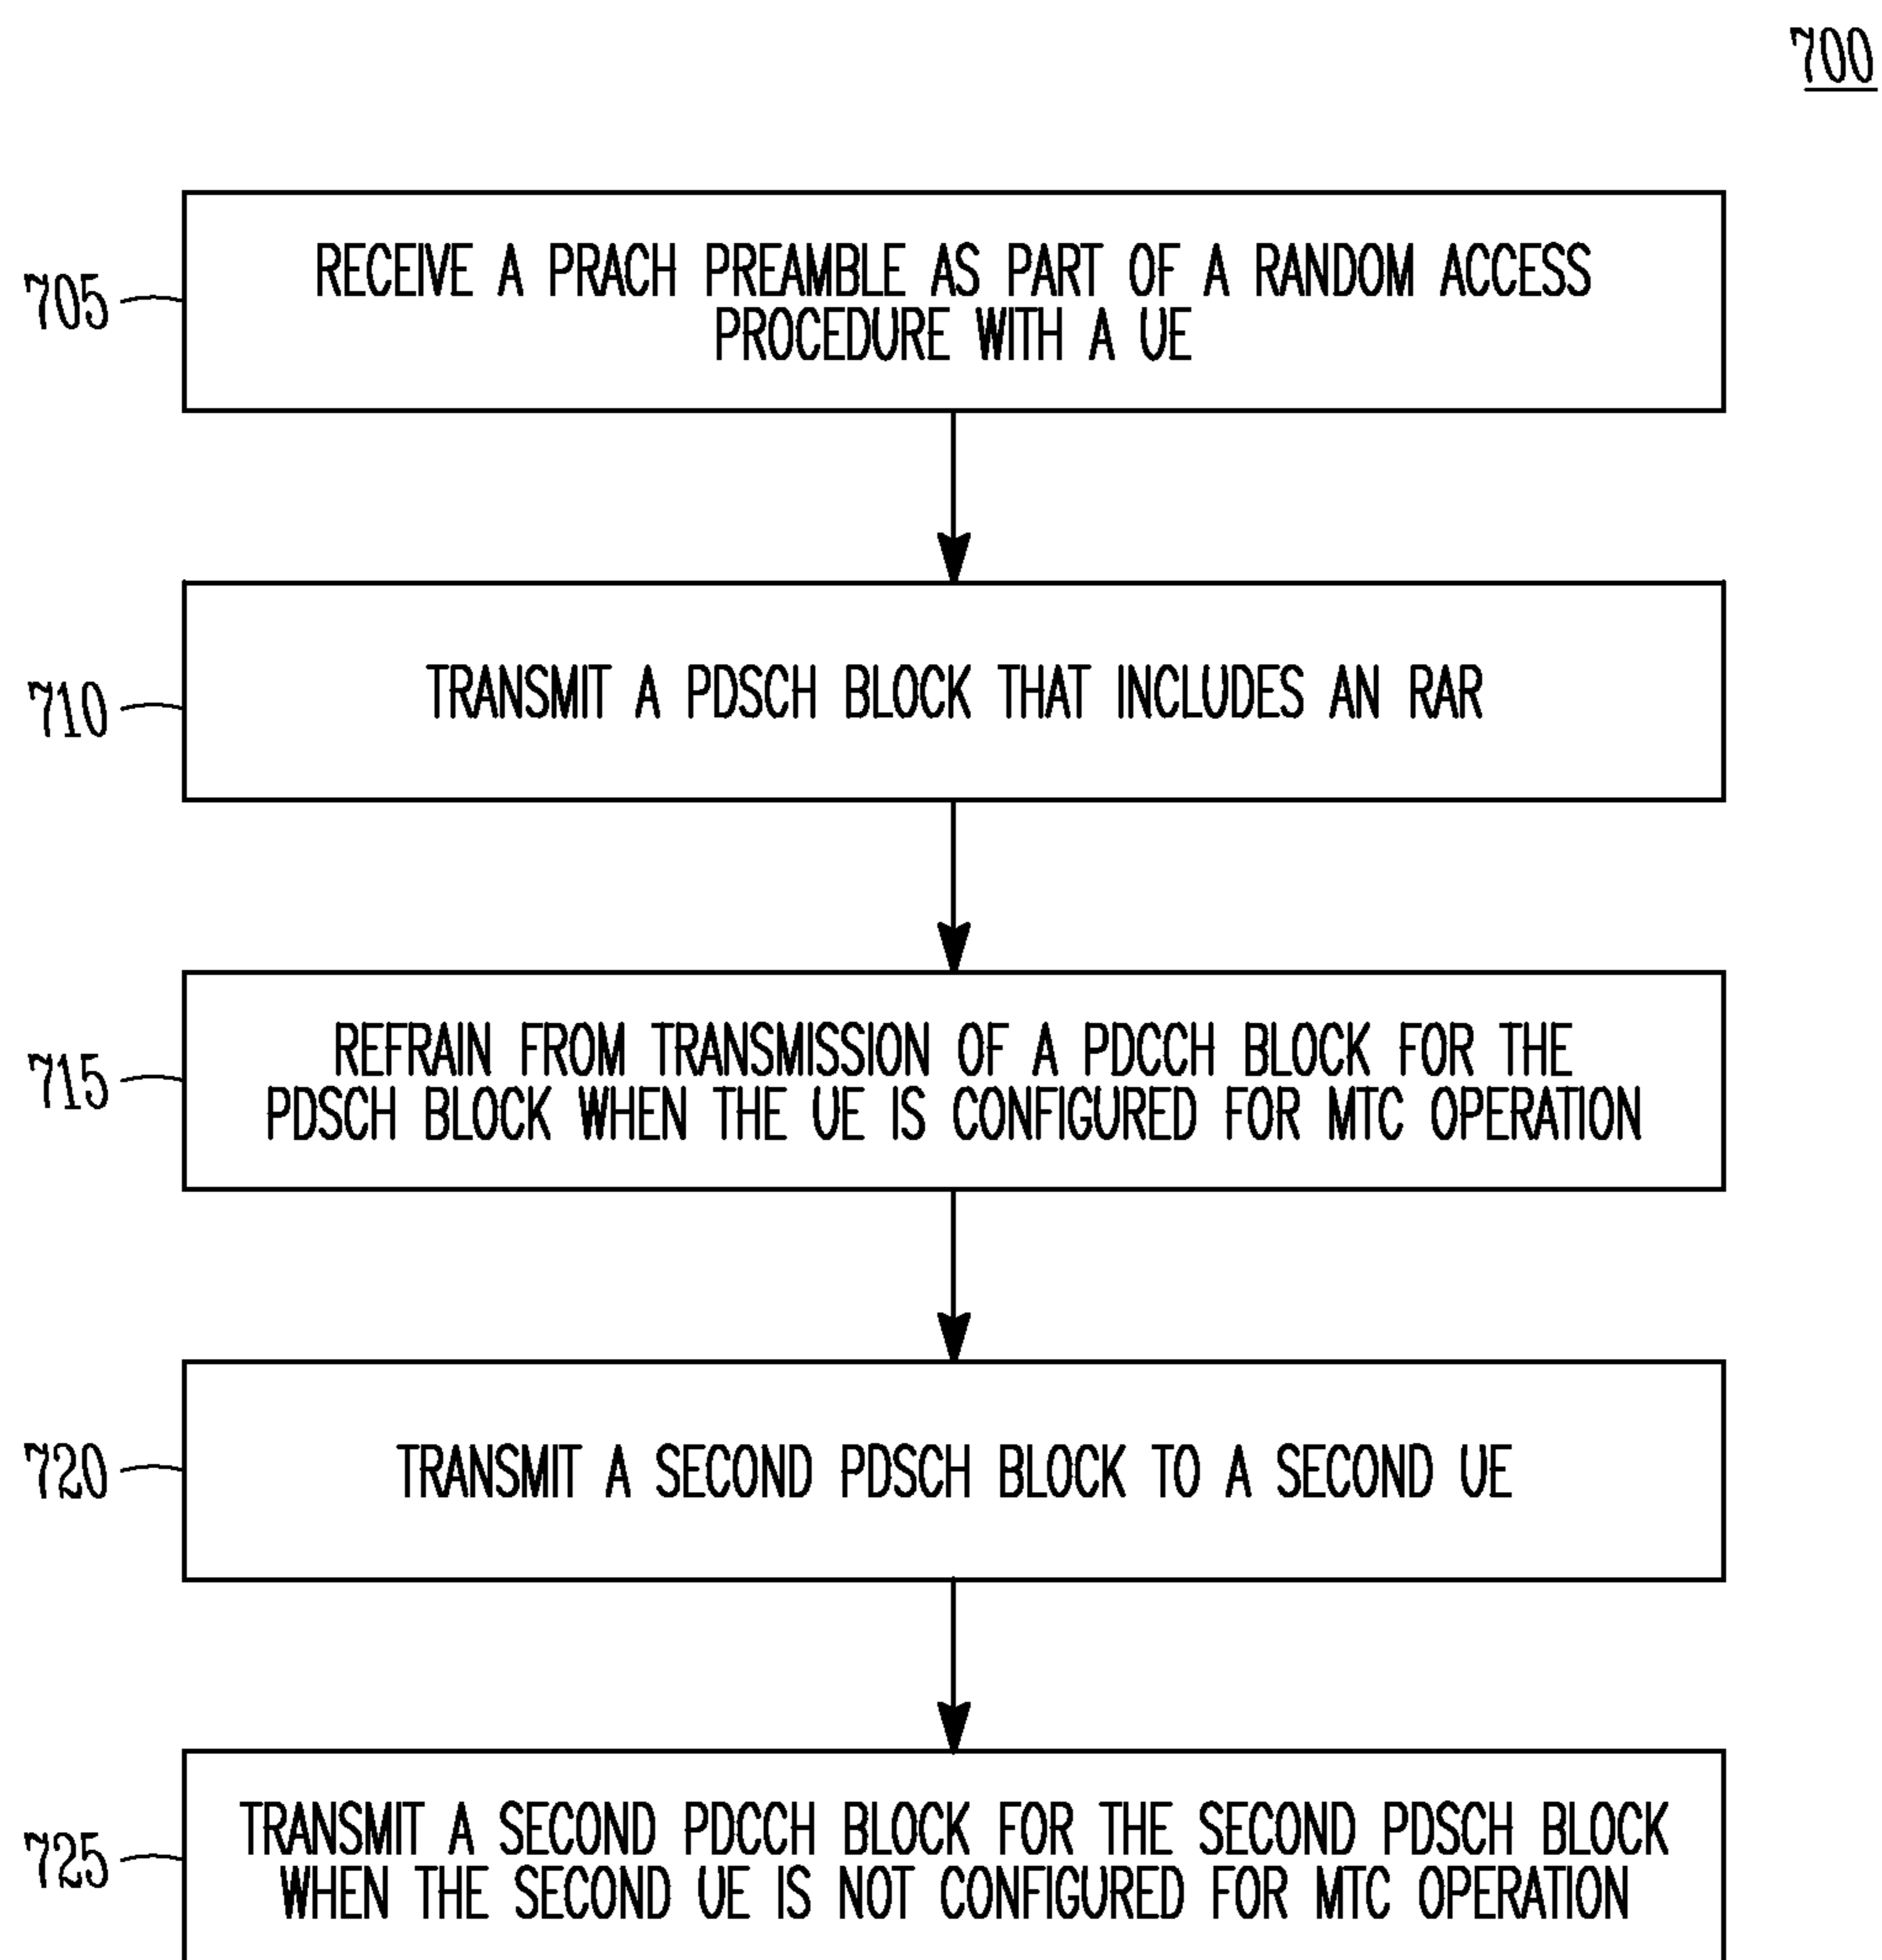 700
705
RECEIVE A PRACH PREAMBLE AS PART OF A RANDOM ACCESS
PROCEDURE WITH A UE
710
TRANSMIT A PDSCH BLOCK THAT INCLUDES AN RAR
715
REFRAIN FROM TRANSMISSION OF A PDCCH BLOCK FOR THE
PDSCH BLOCK WHEN THE UE IS CONFIGURED FOR MTC OPERATION
720
TRANSMIT A SECOND PDSCH BLOCK TO A SECOND UE
725
TRANSMIT A SECOND PDCCH BLOCK FOR THE SECOND PDSCH BLOCK
WHEN THE SECOND UE IS NOT CONFIGURED FOR MTC OPERATION